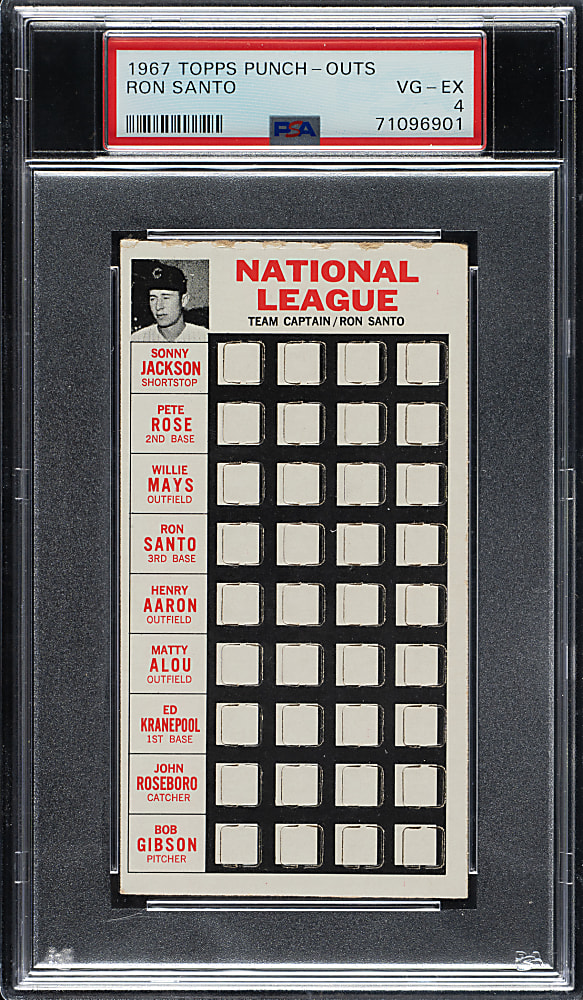 1967 TOPPS PUNCH-OUTS
RON SANTO VG-EX
4
PSA 71096901
NATIONAL
LEAGUE
TEAM CAPTAIN/RON SANTO
SONNY
JACKSON
SHORTSTOP
PETE
ROSE
2ND BASE
WILLIE
MAYS
OUTFIELD
RON
SANTO
3RD BASE
HENRY
AARON
OUTFIELD
MATTY
ALOU
OUTFIELD
ED
KRANEPOOL
1ST BASE
JOHN
ROSEBORO
CATCHER
BOB
GIBSON
PITCHER